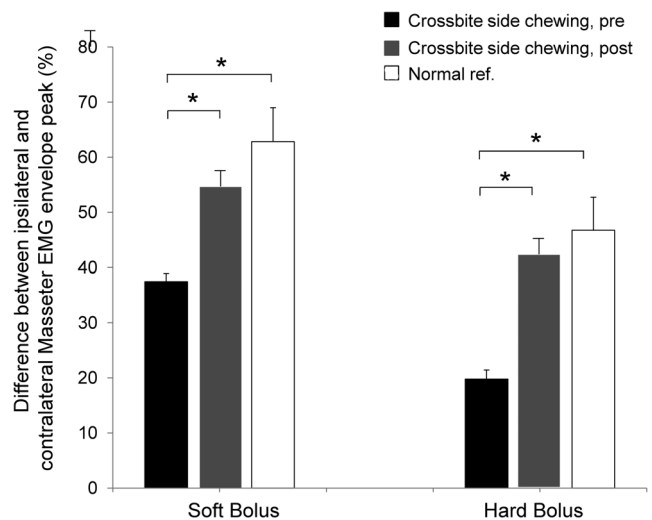 Crossbite side chewing, pre
Crossbite side chewing, post
Normal ref.
Difference between ipsilateral and
contralateral Masseter EMG envelope peak (%)
80
70
60
50
40
30
20
10
0
*
*
*
*
Soft Bolus
Hard Bolus